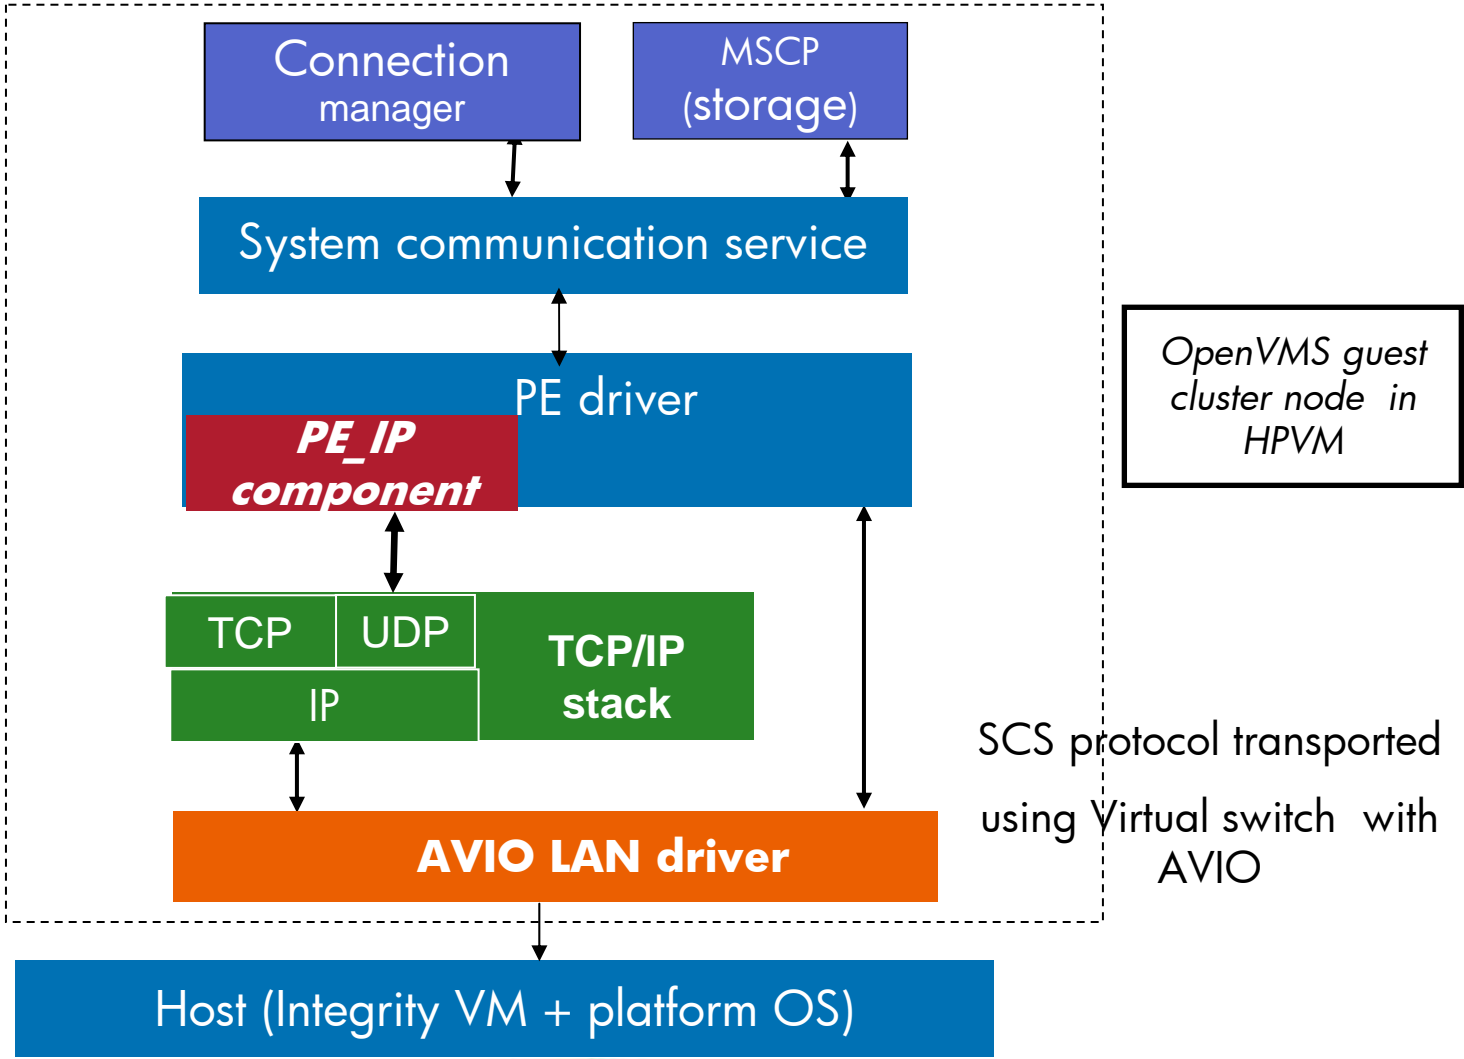 Connection
manager
MSCP
(storage)
System communication service
PE driver
PE_IP
component
OpenVMS guest
cluster node in
HPVM
TCP
UDP
IP
TCP/IP
stack
SCS protocol transported
using Virtual switch with
AVIO
AVIO LAN driver
Host (Integrity VM + platform OS)